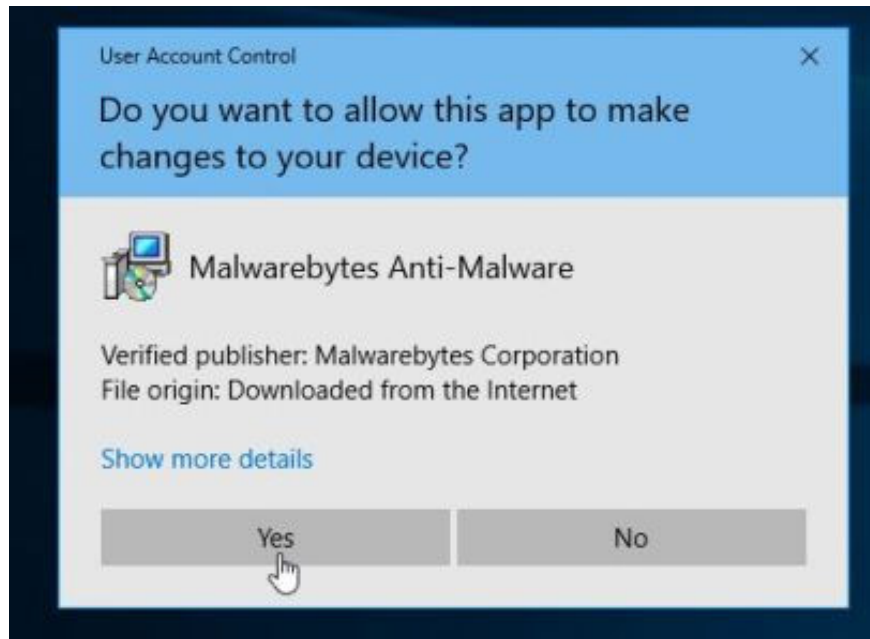 User Account Control
Do you want to allow this app to make
changes to your device?
Malwarebytes Anti-Malware
Verified publisher: Malwarebytes Corporation
File origin: Downloaded from the Internet
Show more details
Yes
No